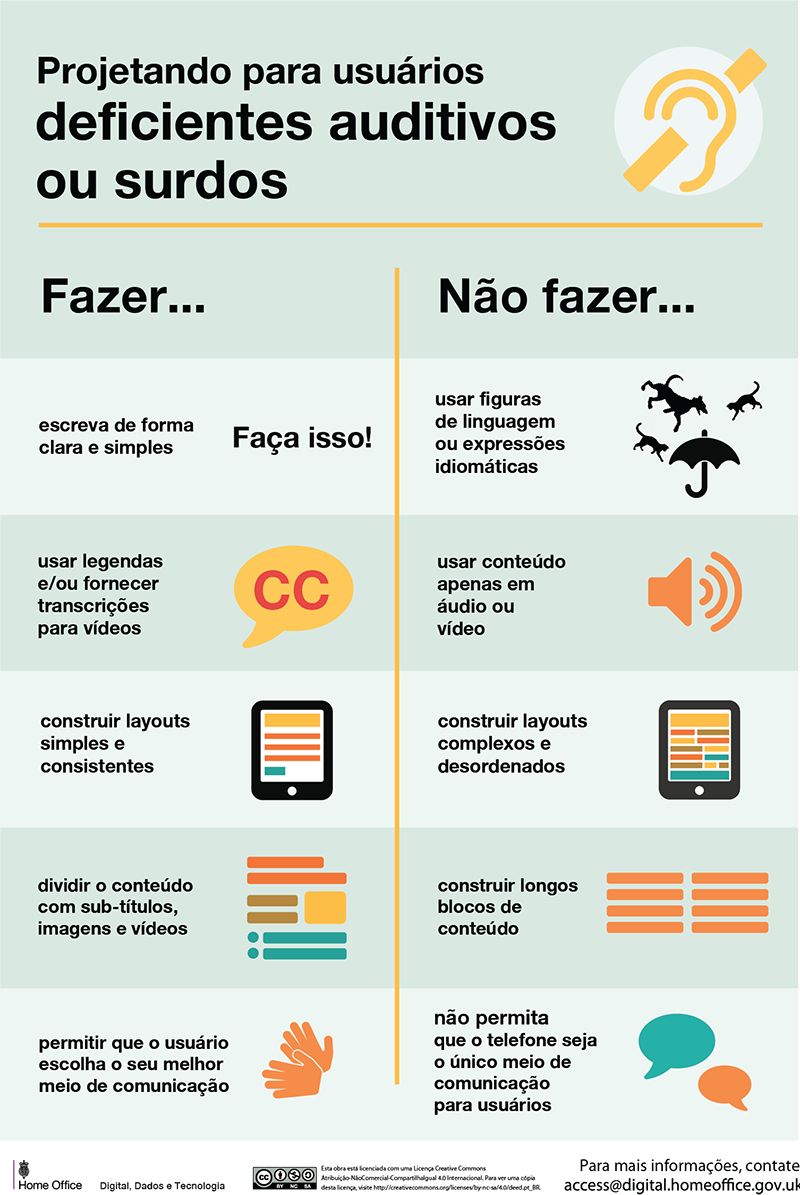 Projetando para usuários
deficientes auditivos
ou surdos
Fazer...
Não fazer...
escreva de forma
clara e simples
Faça isso!
usar figuras
de linguagem
ou expressões
idiomáticas
usar legendas
e/ou fornecer
transcrições
para vídeos
CC
usar conteúdo
apenas em
áudio ou
vídeo
construir layouts
simples e
consistentes
construir layouts
complexos e
desordenados
dividir o conteúdo
com sub-títulos,
imagens e vídeos
construir longos
blocos de
conteúdo
permitir que o usuário
escolha o seu melhor
meio de comunicação
não permita
que o telefone seja
o único meio de
comunicação
para usuários
Home Office
Digital, Dados e Tecnologia
CC
BY NC SA
Esta obra está licenciada com uma Licença Creative Commons
Atribuição-NãoComercial-CompartilhaIgual 4.0 Internacional. Para ver uma cópia
desta licença, visite http://creativecommons.org/licenses/by-nc-sa/4.0/deed.pt_BR.
Para mais informações, contate
access@digital.homeoffice.gov.uk